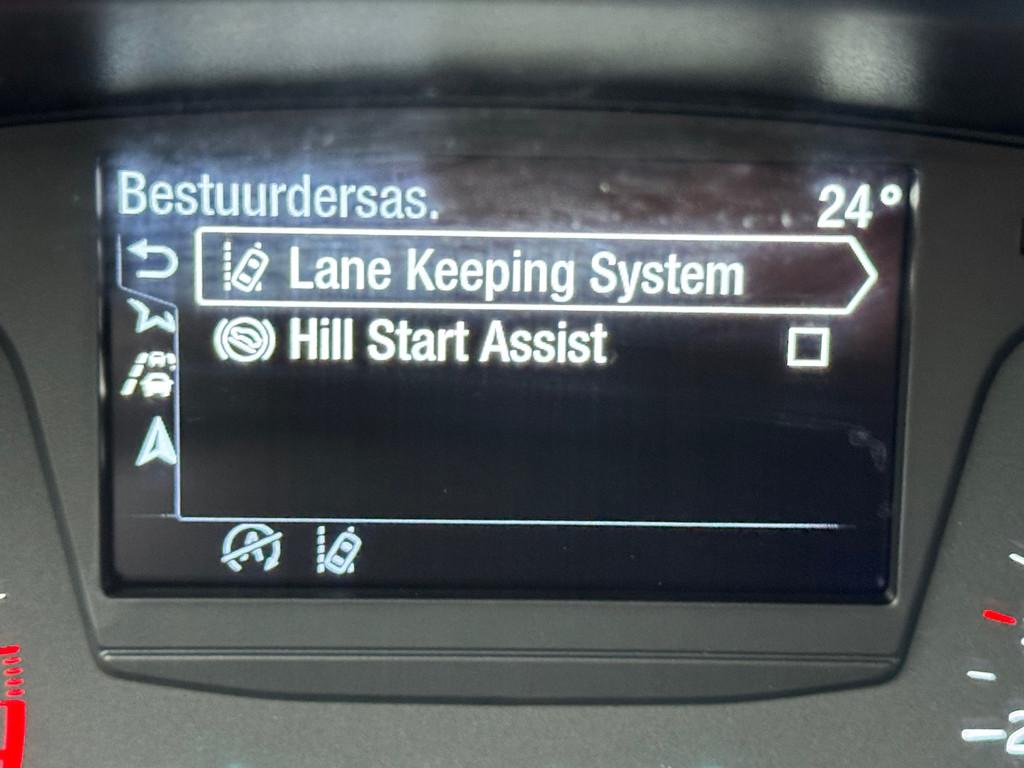 Bestuurdersas.
24°
Lane Keeping System
Hill Start Assist